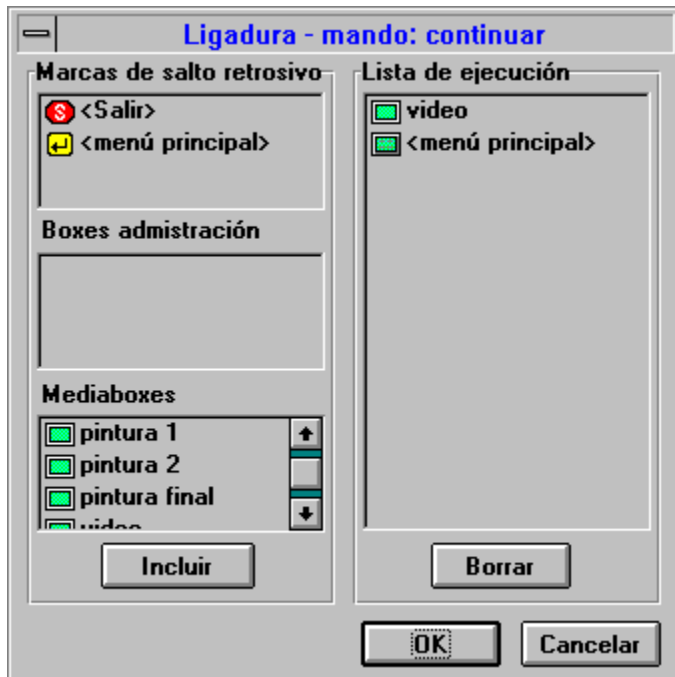 Ligadura - mando: continuar
Marcas de salto retrosivo
S <Salir>
<menú principal>
Boxes admistración
Mediaboxes
pintura 1
pintura 2
pintura final
video
Incluir
Lista de ejecución
video
<menú principal>
Borrar
OK
Cancelar